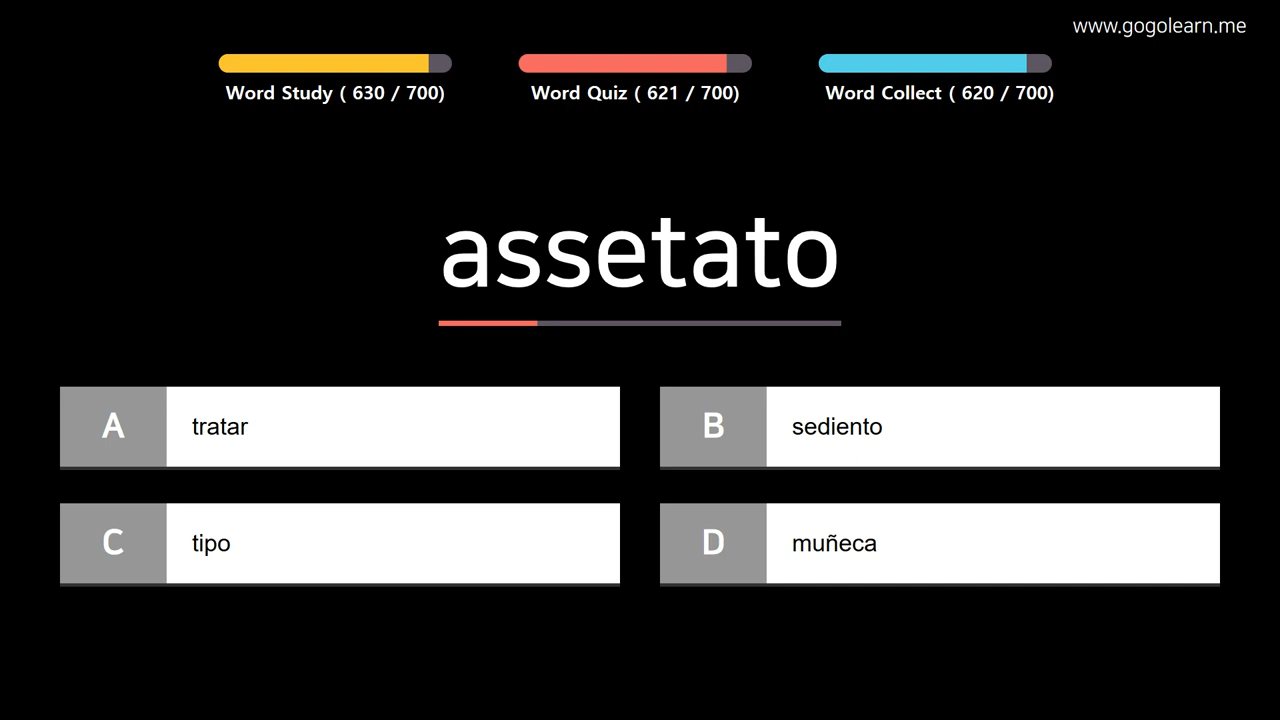 www.gogolearn.me
Word Study ( 630 / 700)
Word Quiz ( 621 / 700)
Word Collect ( 620 / 700)
assetato
A tratar
B sediento
C tipo
D muñeca